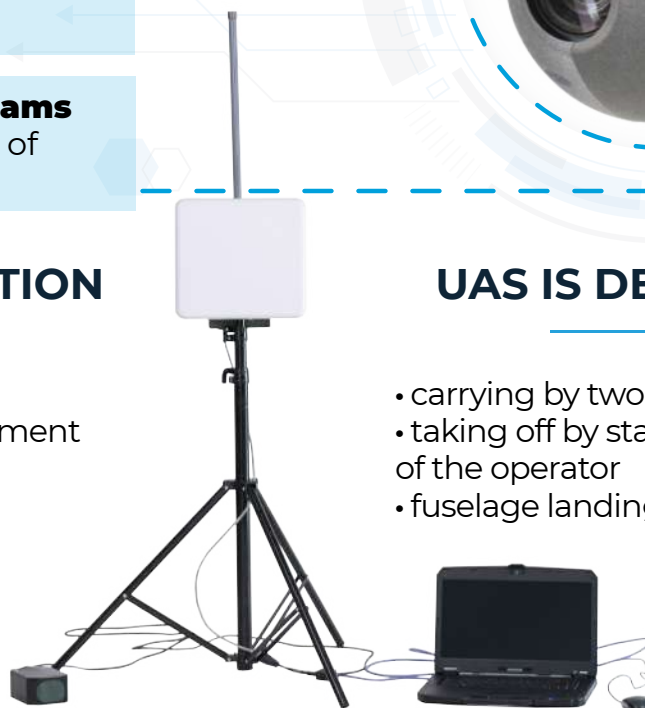 ams
of
TION
ment
UAS IS DE
• carrying by two
• taking off by sta
of the operator
• fuselage landing